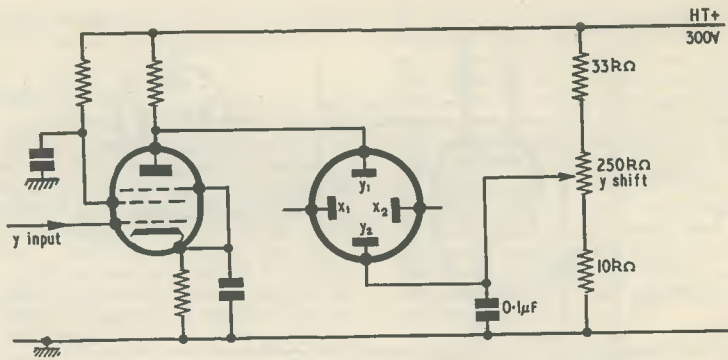 HT+
300V
33kΩ
250kΩ
y shift
10kΩ
0·1μF
y₁
x₁
x₂
y₂
y input